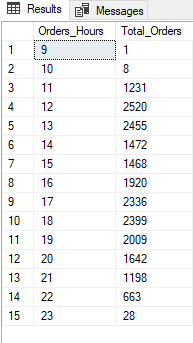 Results Messages
Orders_Hours Total_Orders
1 9 1
2 10 8
3 11 1231
4 12 2520
5 13 2455
6 14 1472
7 15 1468
8 16 1920
9 17 2336
10 18 2399
11 19 2009
12 20 1642
13 21 1198
14 22 663
15 23 28